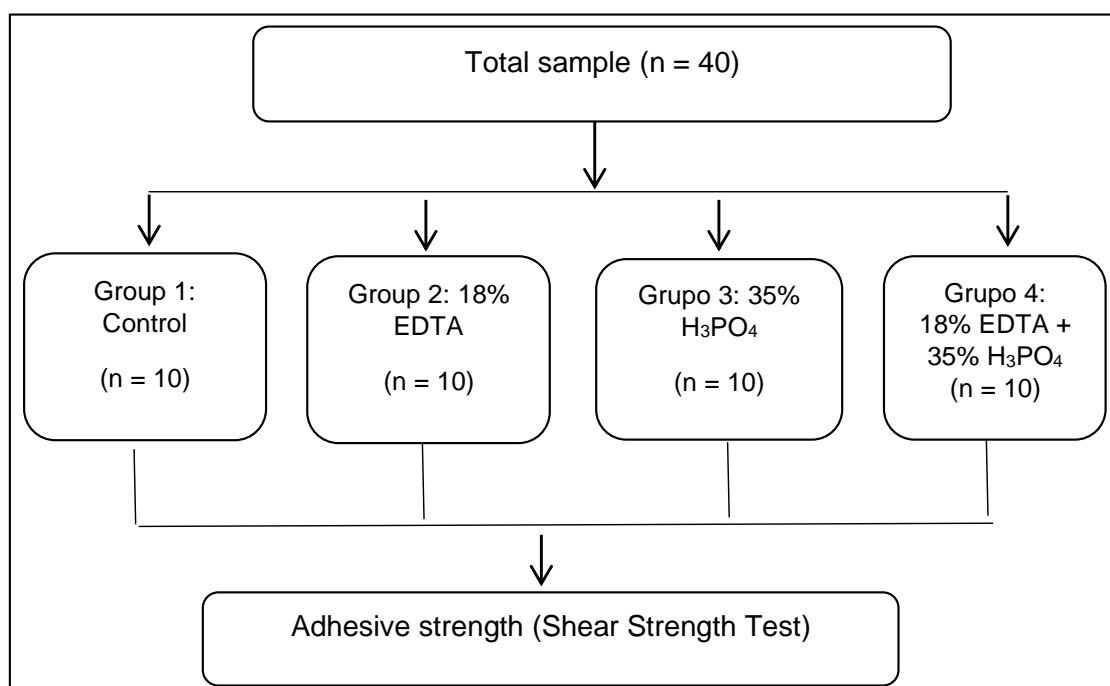 Total sample (n = 40)
Group 1:
Control
(n = 10)
Group 2: 18%
EDTA
(n = 10)
Grupo 3: 35%
H₃PO₄
(n = 10)
Grupo 4:
18% EDTA +
35% H₃PO₄
(n = 10)
Adhesive strength (Shear Strength Test)